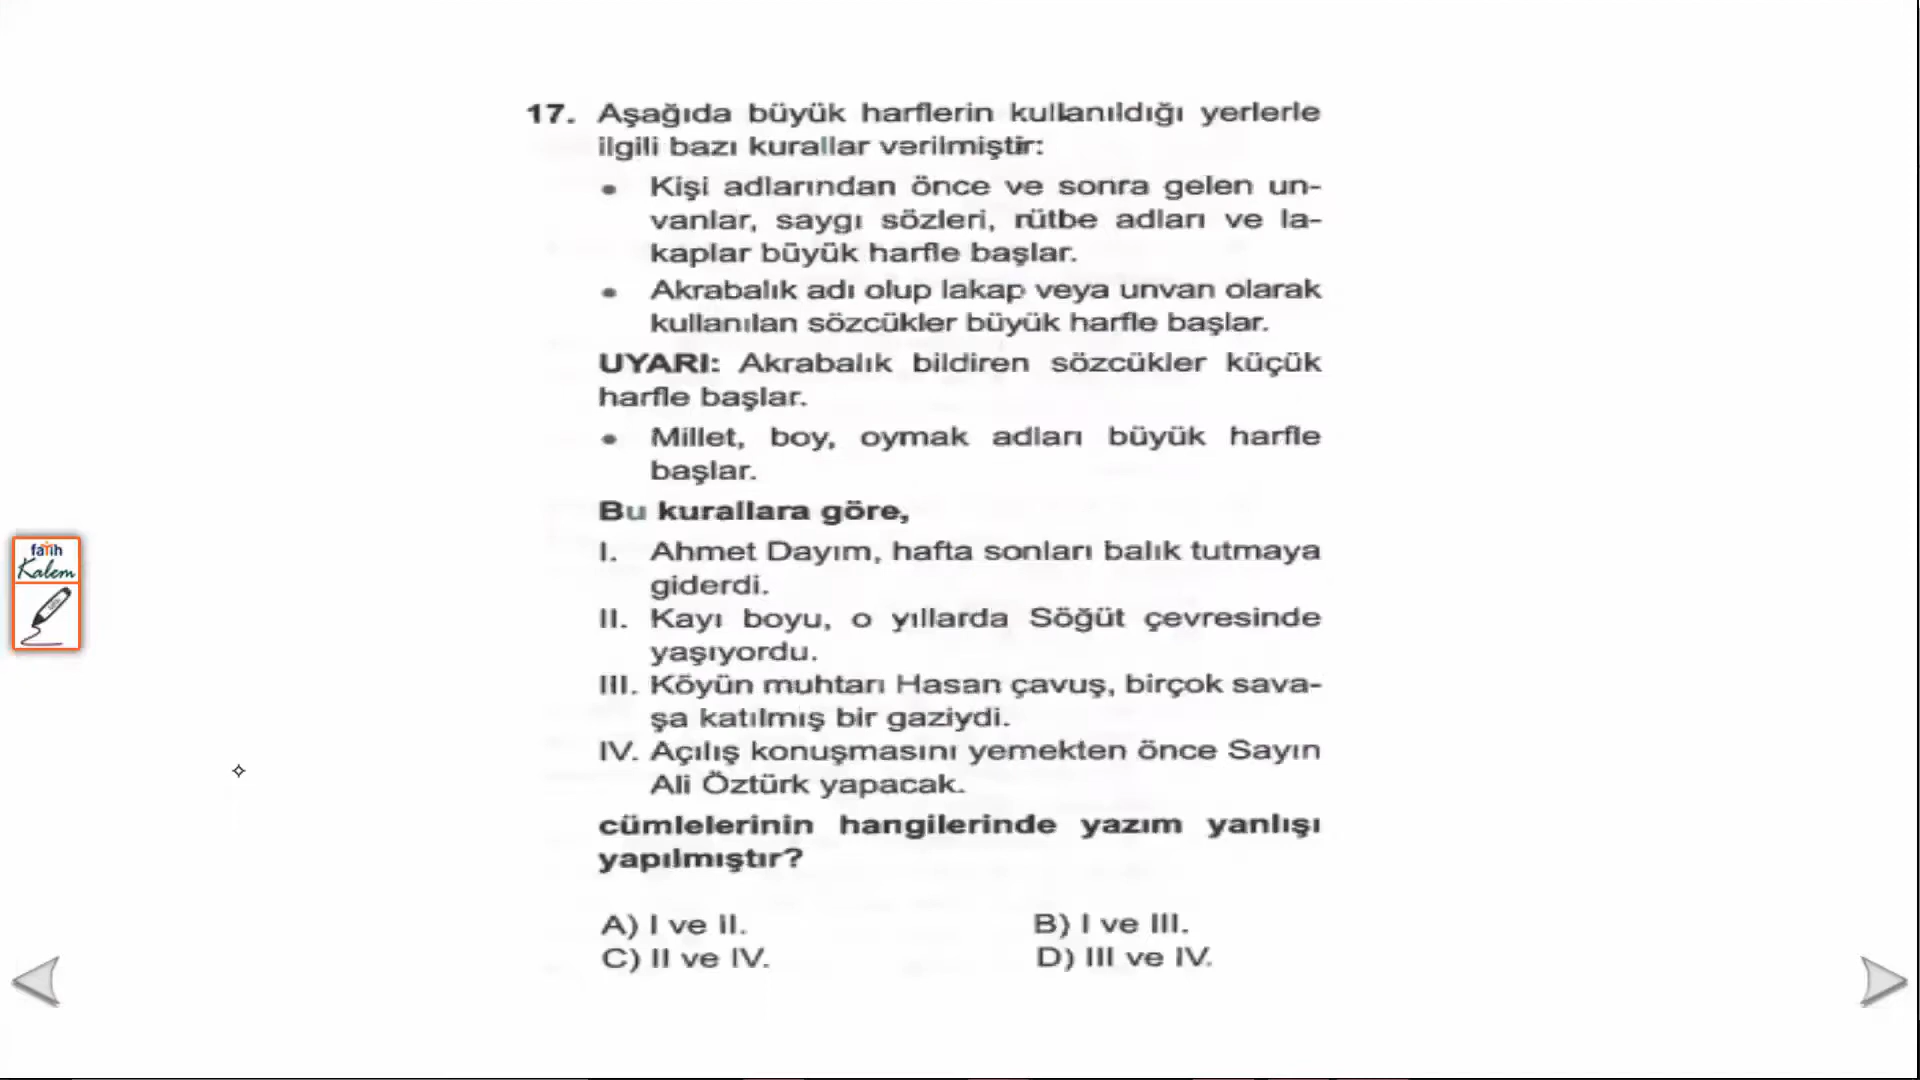 17. Aşağıda büyük harflerin kullanıldığı yerlerle
ilgili bazı kurallar verilmiştir:
• Kişi adlarından önce ve sonra gelen un-
vanlar, saygı sözleri, rütbe adları ve la-
kaplar büyük harfle başlar.
• Akrabalık adı olup lakap veya unvan olarak
kullanılan sözcükler büyük harfle başlar.
UYARI: Akrabalık bildiren sözcükler küçük
harfle başlar.
• Millet, boy, oymak adları büyük harfle
başlar.
Bu kurallara göre,
I. Ahmet Dayım, hafta sonları balık tutmaya
giderdi.
II. Kayı boyu, o yıllarda Söğüt çevresinde
yaşıyordu.
III. Köyün muhtarı Hasan çavuş, birçok sava-
şa katılmış bir gaziydi.
IV. Açılış konuşmasını yemekten önce Sayın
Ali Öztürk yapacak.
cümlelerinin hangilerinde yazım yanlışı
yapılmıştır?
A) I ve II. B) I ve III.
C) II ve IV. D) III ve IV.
fatih
Kalem